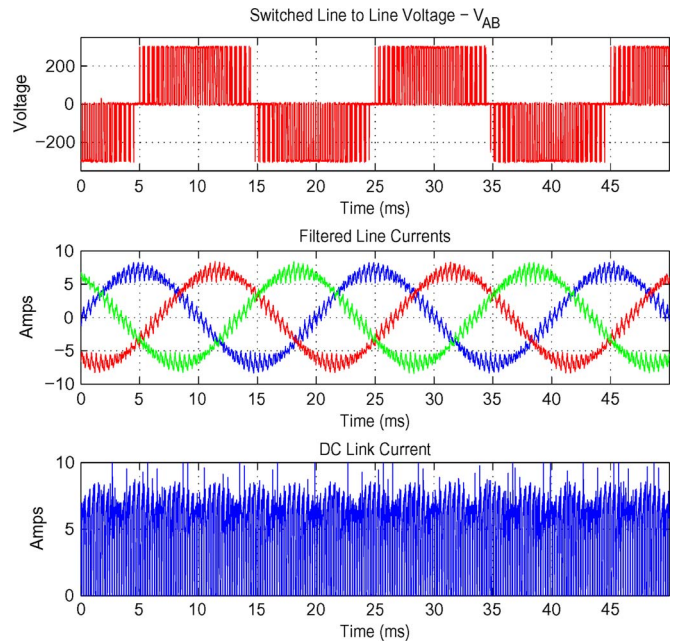 Switched Line to Line Voltage − V_AB
200
0
−200
Voltage
0 5 10 15 20 25 30 35 40 45
Time (ms)
Filtered Line Currents
10
5
0
−5
−10
Amps
0 5 10 15 20 25 30 35 40 45
Time (ms)
DC Link Current
10
5
0
Amps
0 5 10 15 20 25 30 35 40 45
Time (ms)